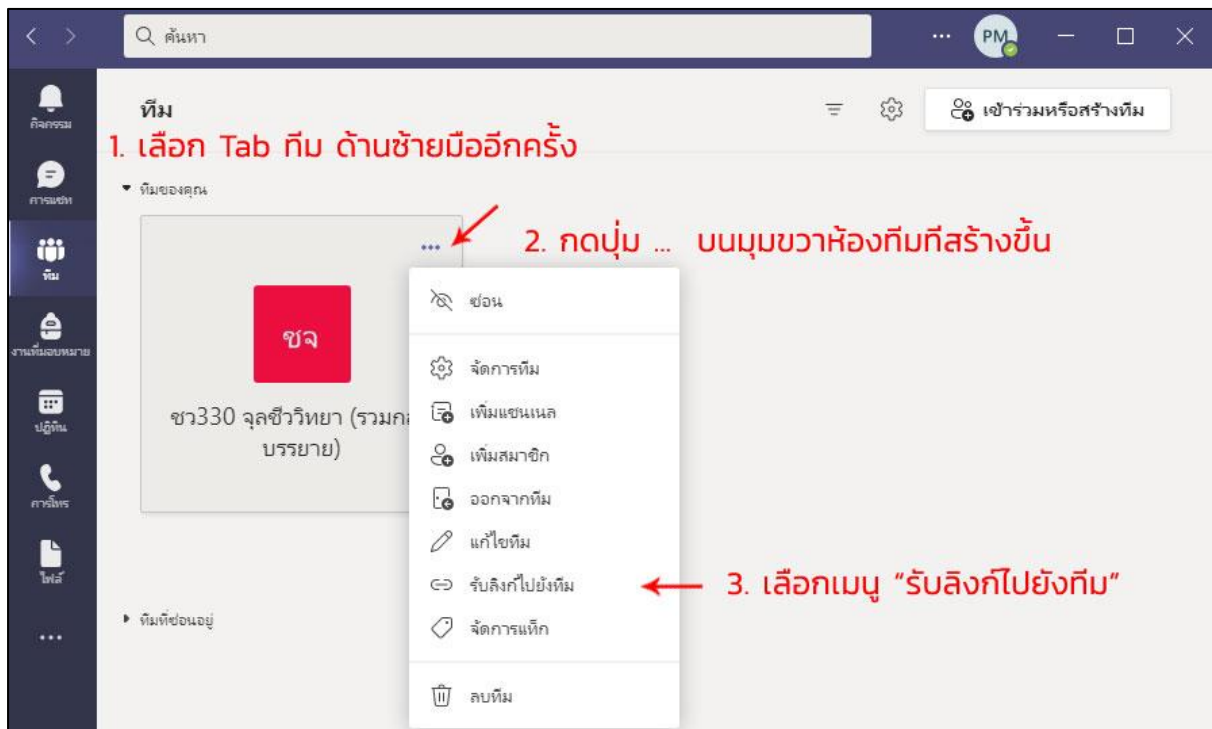 ค้นหา
...
PM
กิจกรรม
ทีม
เข้าร่วมหรือสร้างทีม
1. เลือก Tab ทีม ด้านซ้ายมืออีกครั้ง
การแชท
ทีมของคุณ
...
2. กดปุ่ม ... บนมุมขวาห้องทีมทีสร้างขึ้น
ทีม
ซ่อน
งานที่มอบหมาย
ชจ
จัดการทีม
ปฏิทิน
ชว330 จุลชีววิทยา (รวมก
บรรยาย)
เพิ่มแชนเนล
เพิ่มสมาชิก
การโทร
ออกจากทีม
แก้ไขทีม
ไฟล์
รับลิงก์ไปยังทีม
3. เลือกเมนู “รับลิงก์ไปยังทีม”
ทีมที่ซ่อนอยู่
จัดการแท็ก
...
ลบทีม